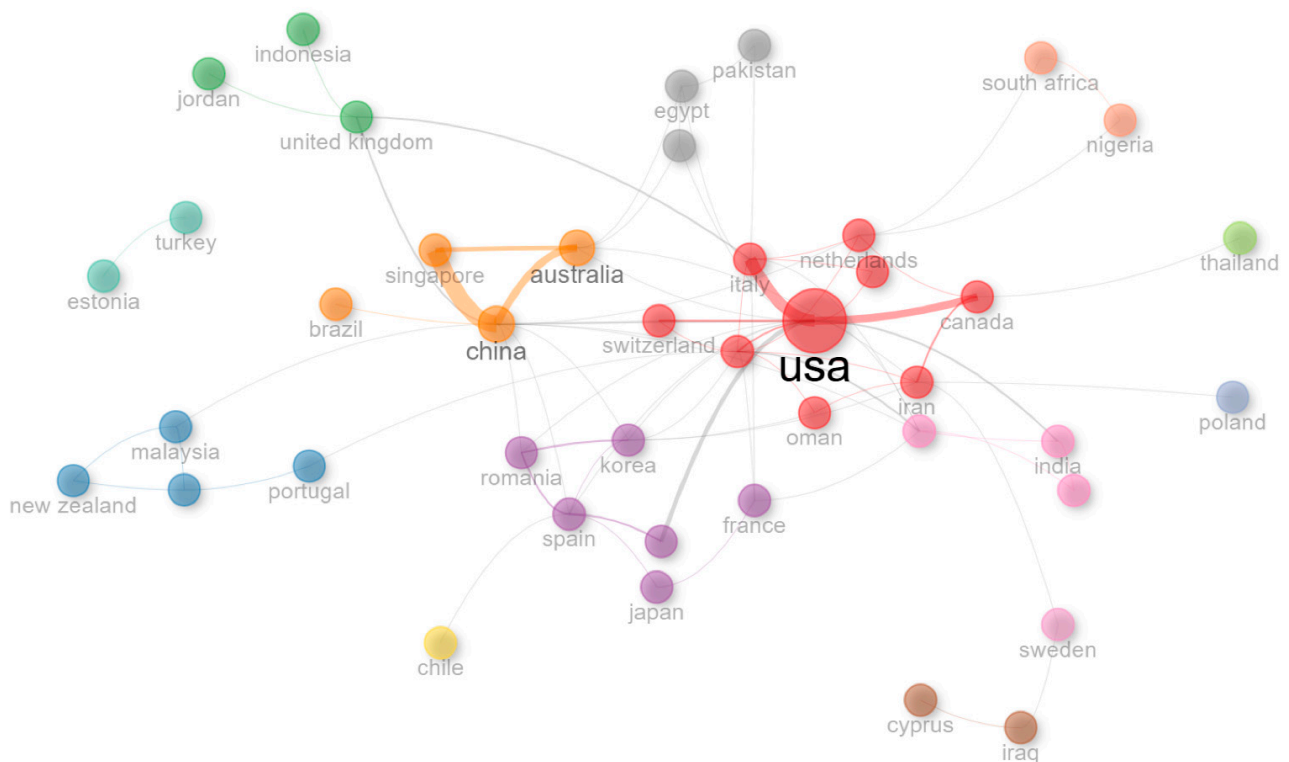 indonesia
pakistan
south africa
jordan
egypt
united kingdom
nigeria
turkey
singapore
australia
italy
netherlands
thailand
estonia
brazil
china
switzerland
usa
canada
iran
oman
poland
malaysia
new zealand
portugal
romania
korea
india
spain
france
japan
chile
sweden
cyprus
iraq